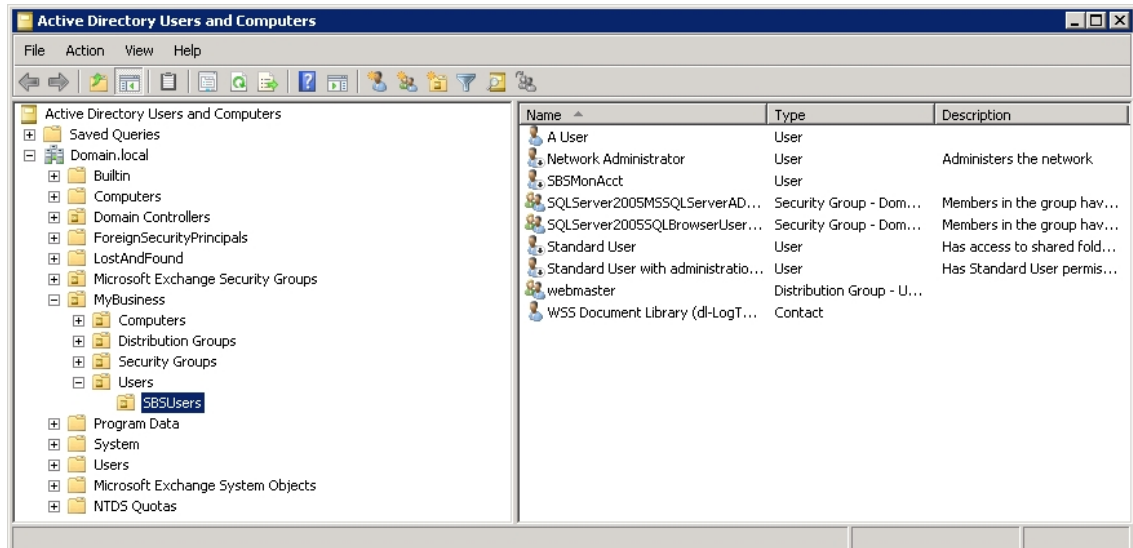 Active Directory Users and Computers
File Action View Help
Active Directory Users and Computers
Saved Queries
Domain.local
Builtin
Computers
Domain Controllers
ForeignSecurityPrincipals
LostAndFound
Microsoft Exchange Security Groups
MyBusiness
Computers
Distribution Groups
Security Groups
Users
SBSUsers
Program Data
System
Users
Microsoft Exchange System Objects
NTDS Quotas
Name Type Description
A User User
Network Administrator User Administers the network
SBSMonAcct User
SQLServer2005MSSQLServerAD... Security Group - Dom... Members in the group hav...
SQLServer2005SQLBrowserUser... Security Group - Dom... Members in the group hav...
Standard User User Has access to shared fold...
Standard User with administratio... User Has Standard User permis...
webmaster Distribution Group - U...
WSS Document Library (dl-LogT... Contact